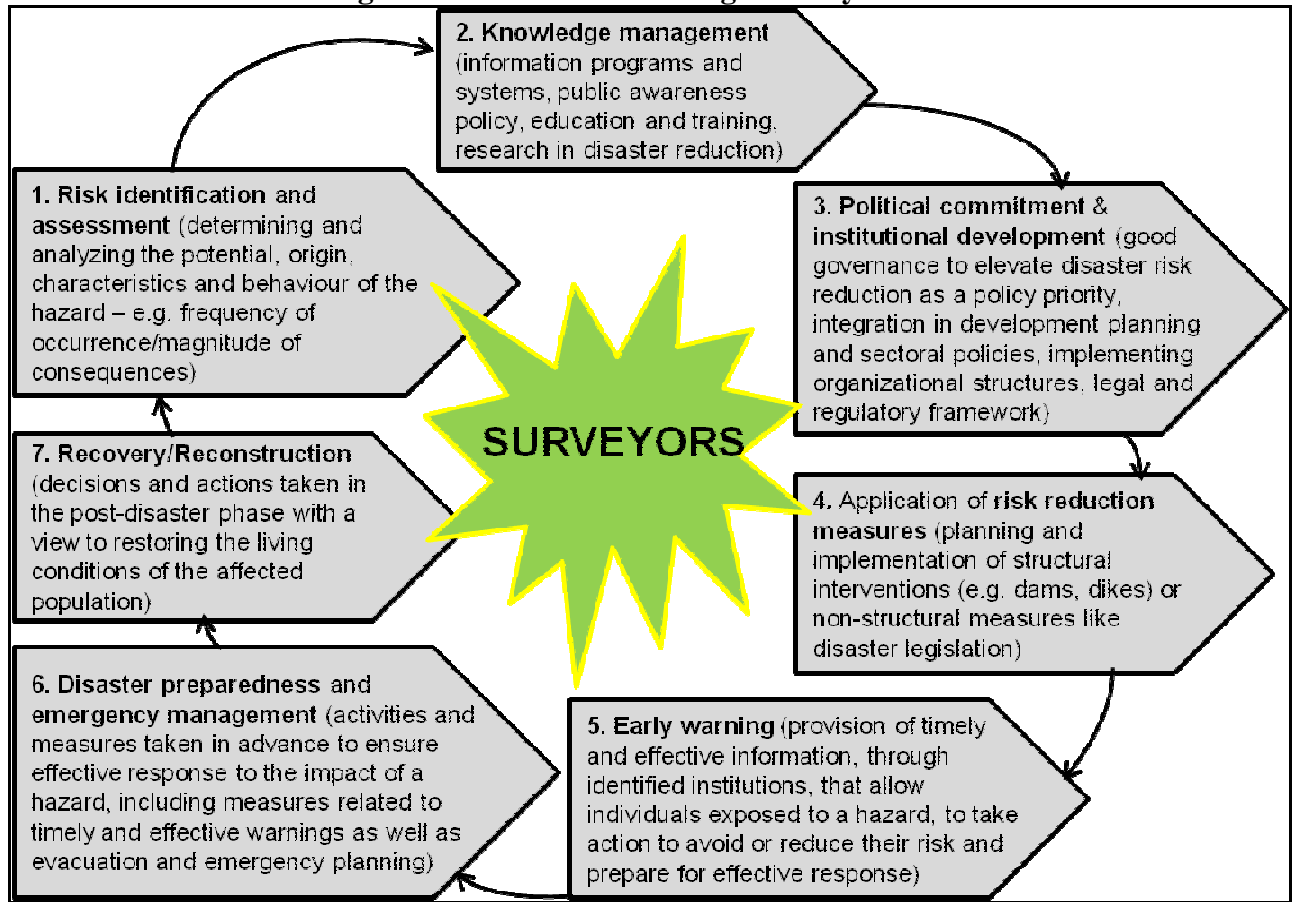 1. Risk identification and
assessment (determining and
analyzing the potential, origin,
characteristics and behaviour of the
hazard – e.g. frequency of
occurrence/magnitude of
consequences)
2. Knowledge management
(information programs and
systems, public awareness
policy, education and training,
research in disaster reduction)
3. Political commitment &
institutional development (good
governance to elevate disaster risk
reduction as a policy priority,
integration in development planning
and sectoral policies, implementing
organizational structures, legal and
regulatory framework)
4. Application of risk reduction
measures (planning and
implementation of structural
interventions (e.g. dams, dikes) or
non-structural measures like
disaster legislation)
5. Early warning (provision of timely
and effective information, through
identified institutions, that allow
individuals exposed to a hazard, to take
action to avoid or reduce their risk and
prepare for effective response)
6. Disaster preparedness and
emergency management (activities and
measures taken in advance to ensure
effective response to the impact of a
hazard, including measures related to
timely and effective warnings as well as
evacuation and emergency planning)
7. Recovery/Reconstruction
(decisions and actions taken in
the post-disaster phase with a
view to restoring the living
conditions of the affected
population)
SURVEYORS